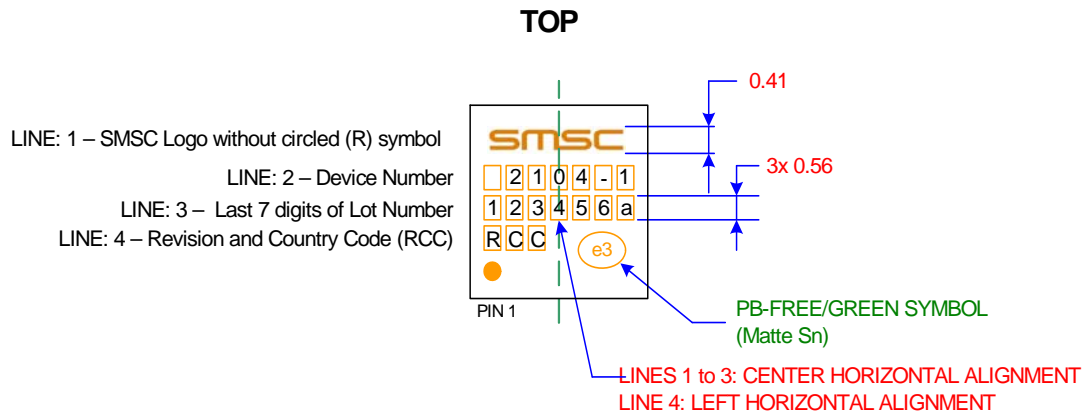 TOP
0.41
LINE: 1 – SMSC Logo without circled (R) symbol
SMSC
3x 0.56
LINE: 2 – Device Number
2104-1
LINE: 3 – Last 7 digits of Lot Number
123456a
LINE: 4 – Revision and Country Code (RCC)
RCC
e3
PIN 1
PB-FREE/GREEN SYMBOL
(Matte Sn)
LINES 1 to 3: CENTER HORIZONTAL ALIGNMENT
LINE 4: LEFT HORIZONTAL ALIGNMENT